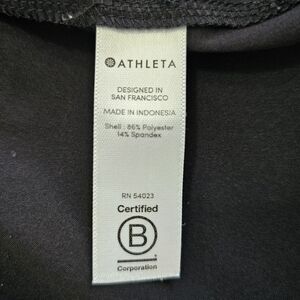 ATHLETA
DESIGNED IN
SAN FRANCISCO
MADE IN INDONESIA
Shell : 86% Polyester
14% Spandex
RN 54023
Certified
B
Corporation